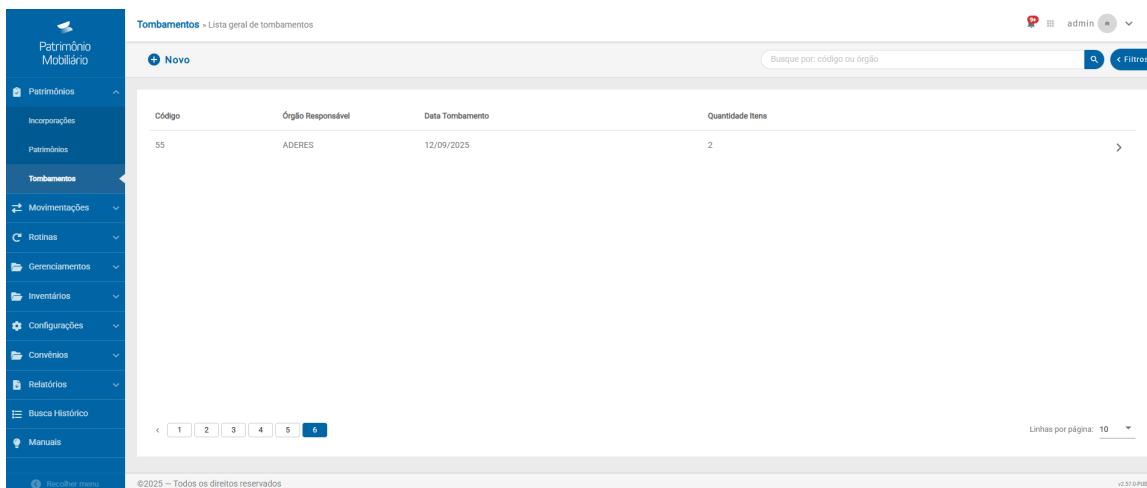 Patrimônio
Mobiliário
Patrimônios
Incorporações
Patrimônios
Tombamentos
Movimentações
Rotinas
Gerenciamentos
Inventários
Configurações
Convênios
Relatórios
Busca Histórico
Manuais
Recolher menu
Tombamentos » Lista geral de tombamentos
9+
admin
Novo
Busque por: código ou órgão
Filtros
Código Órgão Responsável Data Tombamento Quantidade Itens
55 ADERES 12/09/2025 2
1 2 3 4 5 6
Linhas por página: 10
©2025 — Todos os direitos reservados